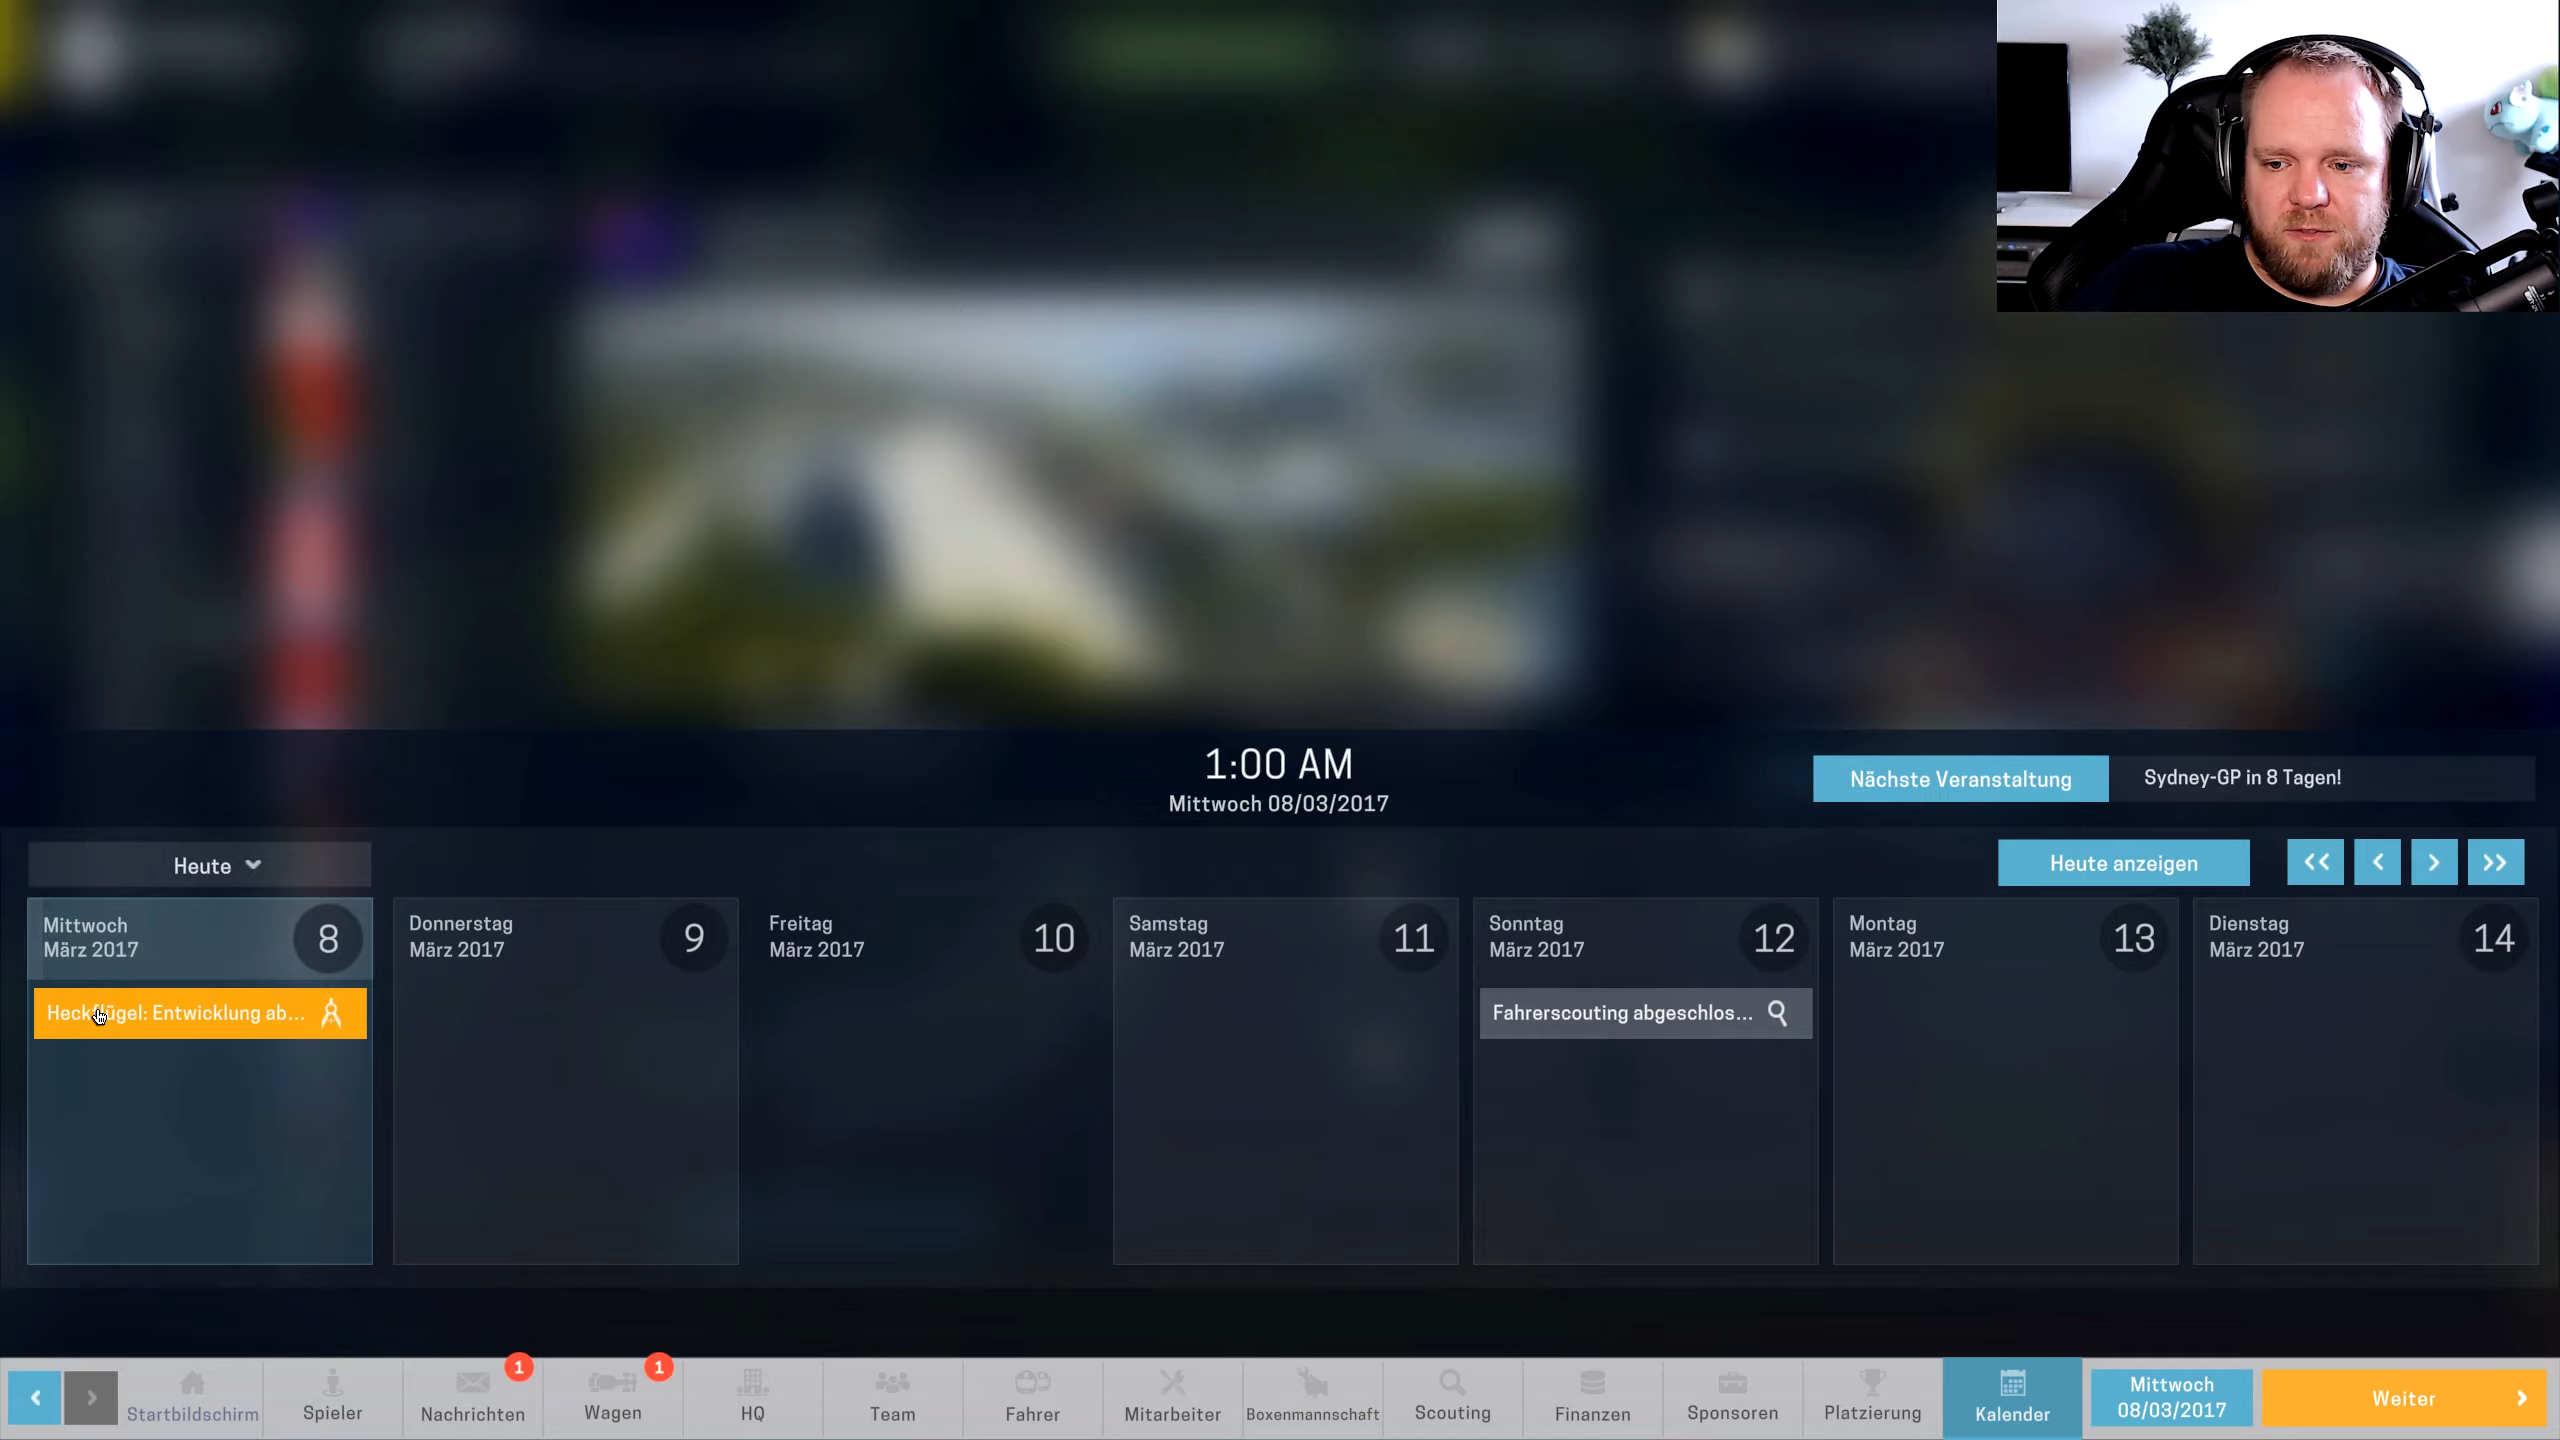 1:00 AM
Mittwoch 08/03/2017
Nächste Veranstaltung
Sydney-GP in 8 Tagen!
Heute
Heute anzeigen
Mittwoch
März 2017
8
Heckflügel: Entwicklung ab...
Donnerstag
März 2017
9
Freitag
März 2017
10
Samstag
März 2017
11
Sonntag
März 2017
12
Fahrerscouting abgeschlos...
Montag
März 2017
13
Dienstag
März 2017
14
Startbildschirm
Spieler
1
Nachrichten
1
Wagen
HQ
Team
Fahrer
Mitarbeiter
Boxenmannschaft
Scouting
Finanzen
Sponsoren
Platzierung
Kalender
Mittwoch
08/03/2017
Weiter